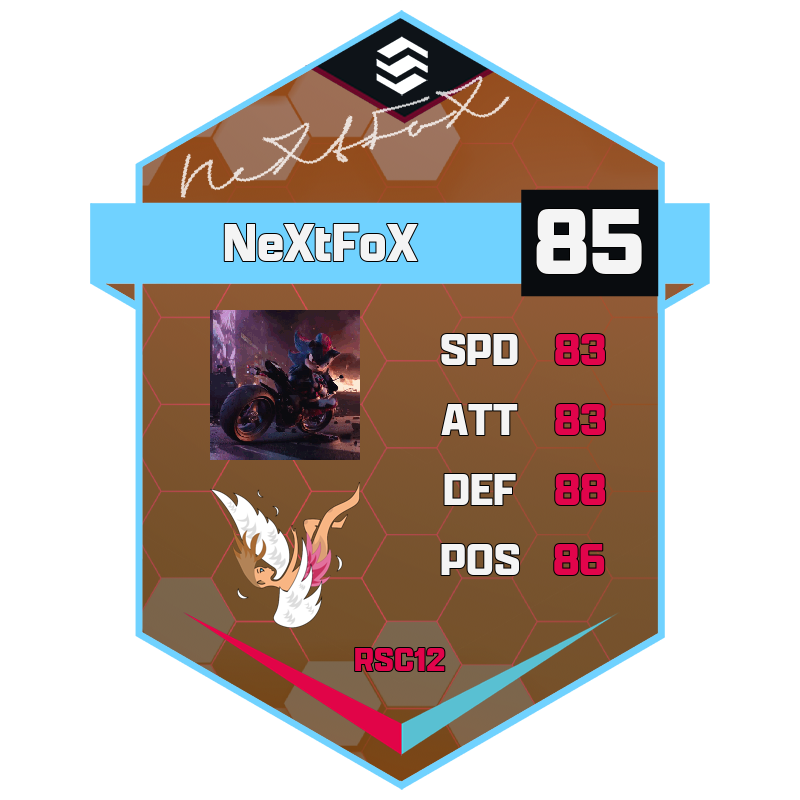 NeXtFoX
NeXtFoX
85
SPD 83
ATT 83
DEF 88
POS 86
RSC12